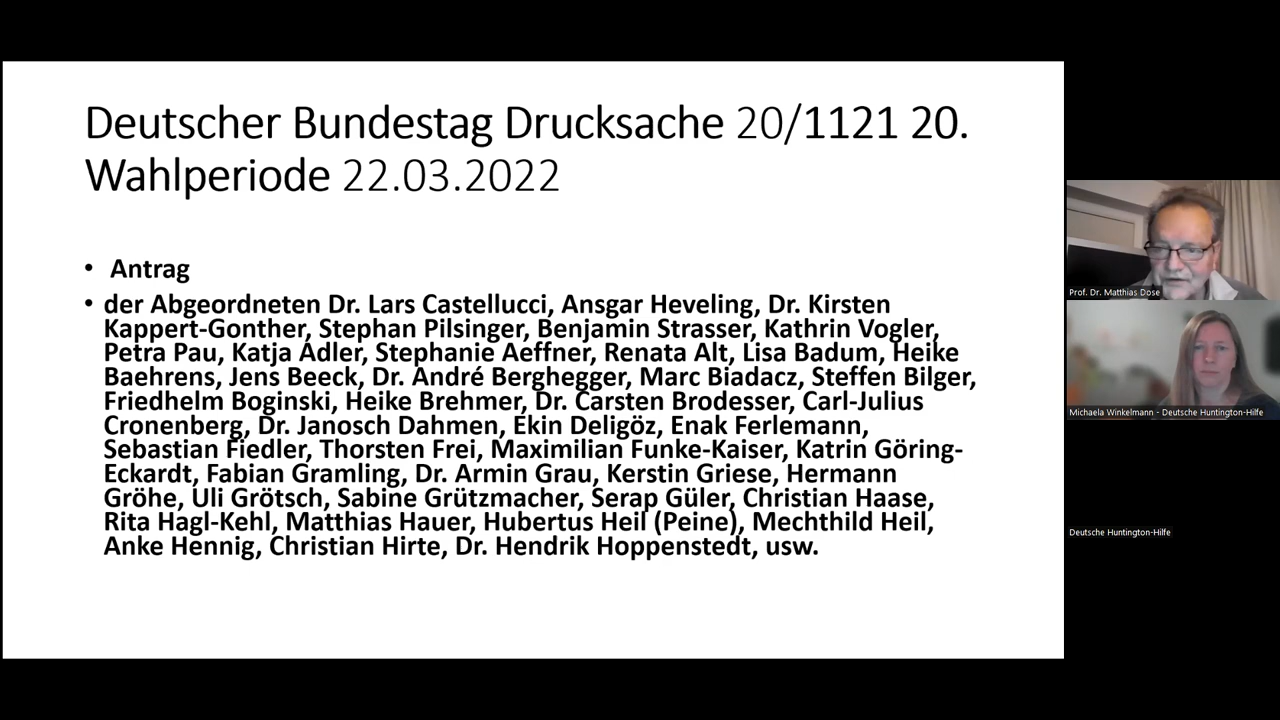 Deutscher Bundestag Drucksache 20/1121 20.
Wahlperiode 22.03.2022
• Antrag
• der Abgeordneten Dr. Lars Castellucci, Ansgar Heveling, Dr. Kirsten
Kappert-Gonther, Stephan Pilsinger, Benjamin Strasser, Kathrin Vogler,
Petra Pau, Katja Adler, Stephanie Aeffner, Renata Alt, Lisa Badum, Heike
Baehrens, Jens Beeck, Dr. André Berghegger, Marc Biadacz, Steffen Bilger,
Friedhelm Boginski, Heike Brehmer, Dr. Carsten Brodesser, Carl-Julius
Cronenberg, Dr. Janosch Dahmen, Ekin Deligöz, Enak Ferlemann,
Sebastian Fiedler, Thorsten Frei, Maximilian Funke-Kaiser, Katrin Göring-
Eckardt, Fabian Gramling, Dr. Armin Grau, Kerstin Griese, Hermann
Gröhe, Uli Grötsch, Sabine Grützmacher, Serap Güler, Christian Haase,
Rita Hagl-Kehl, Matthias Hauer, Hubertus Heil (Peine), Mechthild Heil,
Anke Hennig, Christian Hirte, Dr. Hendrik Hoppenstedt, usw.
Prof. Dr. Matthias Dose
Michaela Winkelmann - Deutsche Huntington-Hilfe
Deutsche Huntington-Hilfe